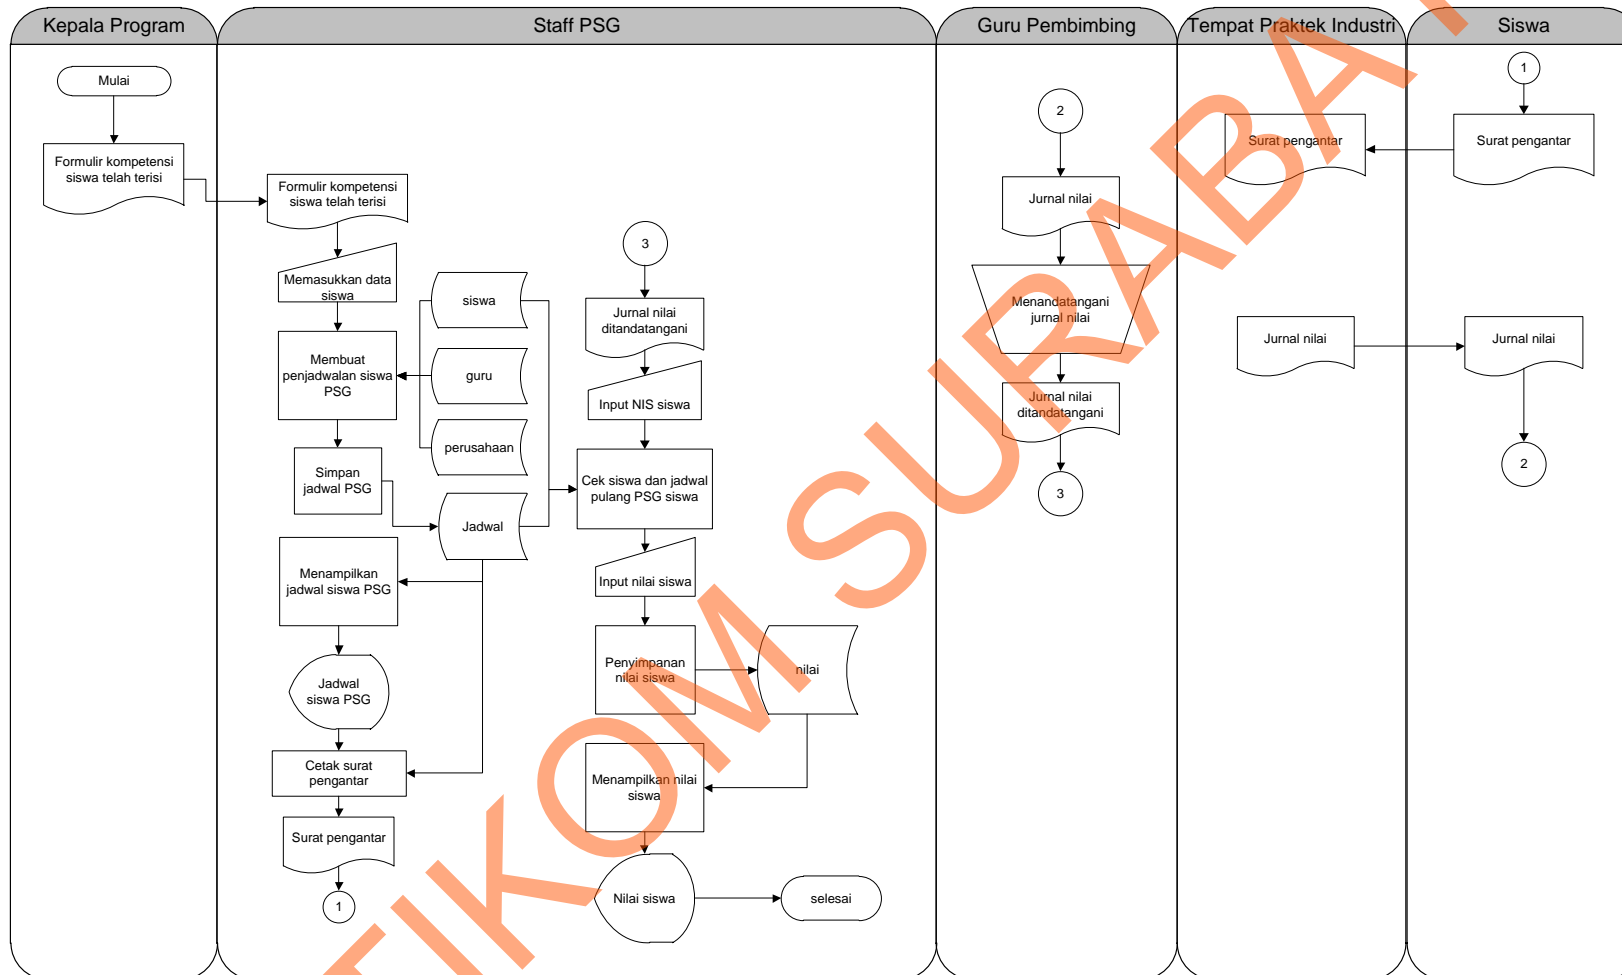 Kepala Program
Staff PSG
Guru Pembimbing
Tempat Praktek Industri
Siswa
Mulai
Formulir kompetensi
siswa telah terisi
Formulir kompetensi
siswa telah terisi
Memasukkan data
siswa
Membuat
penjadwalan siswa
PSG
Simpan
jadwal PSG
siswa
guru
perusahaan
Jadwal
Menampilkan
jadwal siswa PSG
Jadwal
siswa PSG
Cetak surat
pengantar
Surat pengantar
1
3
Jurnal nilai
ditandatangani
Input NIS siswa
Cek siswa dan jadwal
pulang PSG siswa
Input nilai siswa
Penyimpanan
nilai siswa
nilai
Menampilkan nilai
siswa
Nilai siswa
selesai
2
Jurnal nilai
Menandatangani
jurnal nilai
Jurnal nilai
ditandatangani
3
Surat pengantar
Jurnal nilai
1
Surat pengantar
Jurnal nilai
2
TIKOM SURABAY